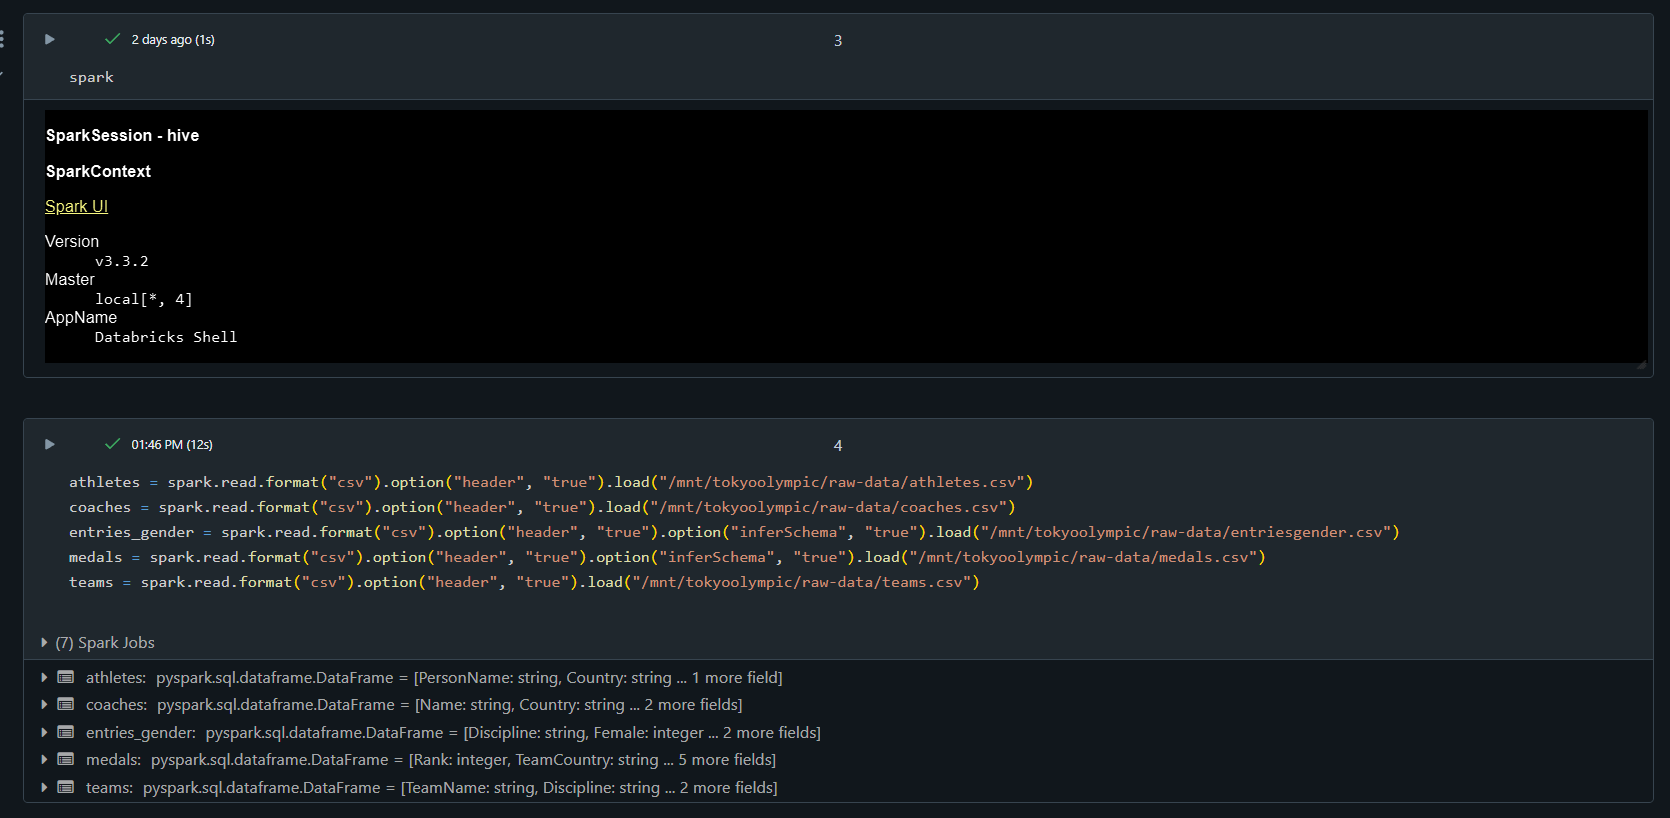 2 days ago (1s)
3
spark
SparkSession - hive
SparkContext
Spark UI
Version
v3.3.2
Master
local[*, 4]
AppName
Databricks Shell
01:46 PM (12s)
4
athletes = spark.read.format("csv").option("header", "true").load("/mnt/tokyoolympic/raw-data/athletes.csv")
coaches = spark.read.format("csv").option("header", "true").load("/mnt/tokyoolympic/raw-data/coaches.csv")
entries_gender = spark.read.format("csv").option("header", "true").option("inferSchema", "true").load("/mnt/tokyoolympic/raw-data/entriesgender.csv")
medals = spark.read.format("csv").option("header", "true").option("inferSchema", "true").load("/mnt/tokyoolympic/raw-data/medals.csv")
teams = spark.read.format("csv").option("header", "true").load("/mnt/tokyoolympic/raw-data/teams.csv")
(7) Spark Jobs
athletes: pyspark.sql.dataframe.DataFrame = [PersonName: string, Country: string ... 1 more field]
coaches: pyspark.sql.dataframe.DataFrame = [Name: string, Country: string ... 2 more fields]
entries_gender: pyspark.sql.dataframe.DataFrame = [Discipline: string, Female: integer ... 2 more fields]
medals: pyspark.sql.dataframe.DataFrame = [Rank: integer, TeamCountry: string ... 5 more fields]
teams: pyspark.sql.dataframe.DataFrame = [TeamName: string, Discipline: string ... 2 more fields]